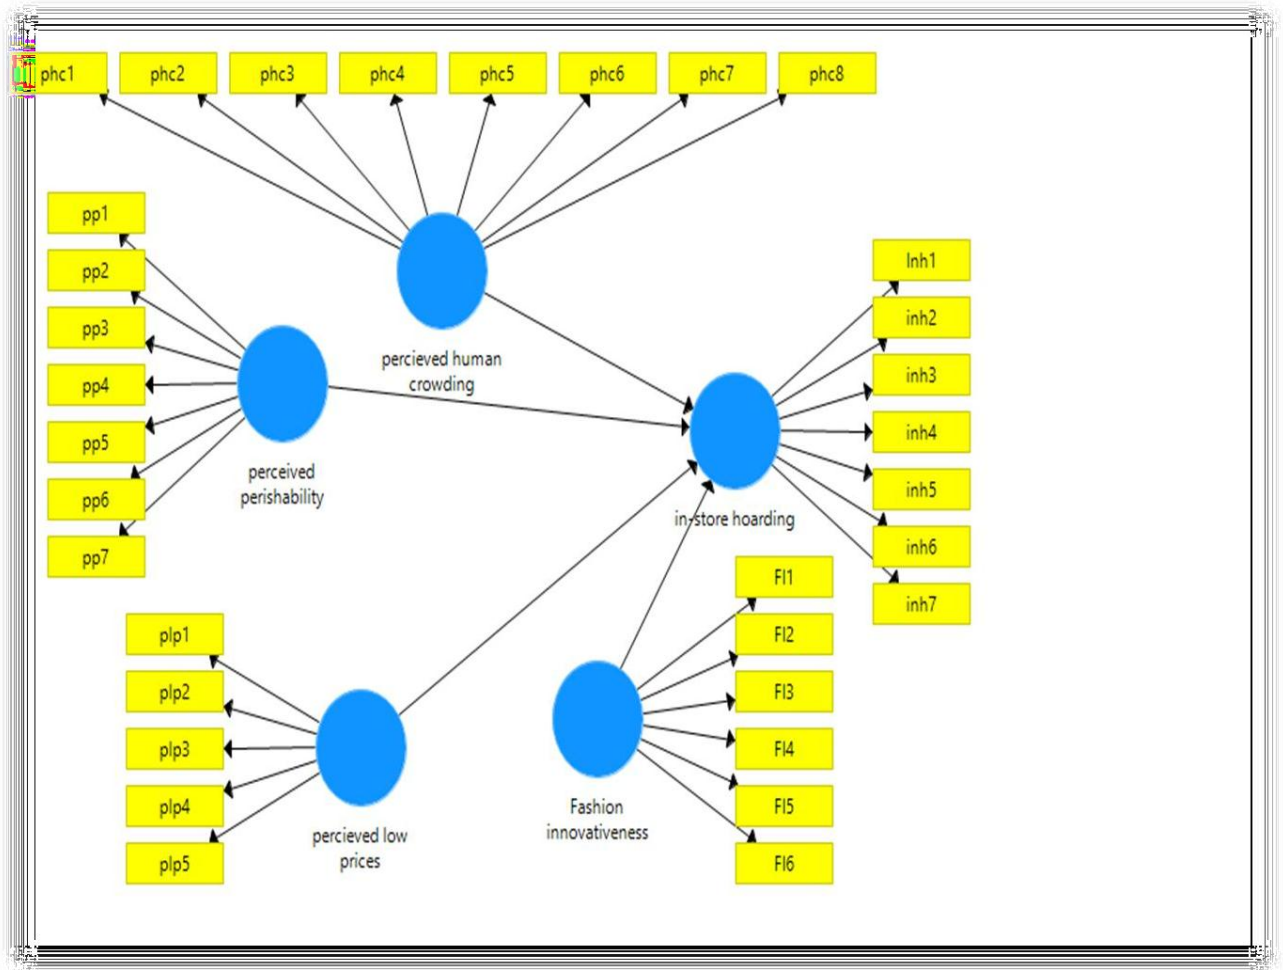 phc1 phc2 phc3 phc4 phc5 phc6 phc7 phc8
pp1
pp2
pp3
pp4
pp5
pp6
pp7
percieved human
crowding
perceived
perishability
Inh1
inh2
inh3
inh4
inh5
inh6
inh7
in-store hoarding
plp1
plp2
plp3
plp4
plp5
percieved low
prices
FI1
FI2
FI3
FI4
FI5
FI6
Fashion
innovativeness